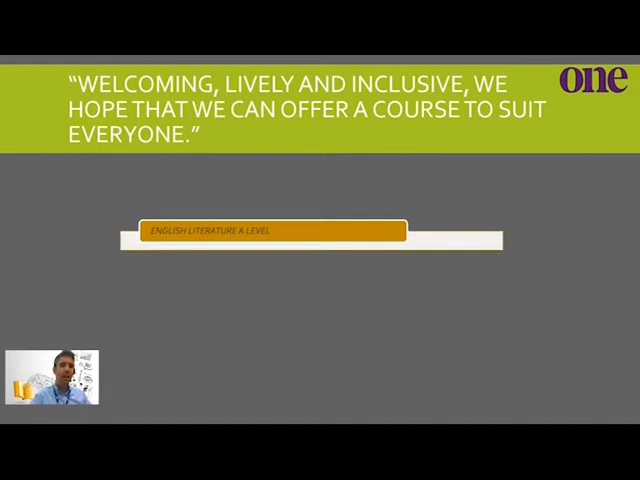 one
“WELCOMING, LIVELY AND INCLUSIVE, WE
HOPE THAT WE CAN OFFER A COURSE TO SUIT
EVERYONE.”
ENGLISH LITERATURE A LEVEL